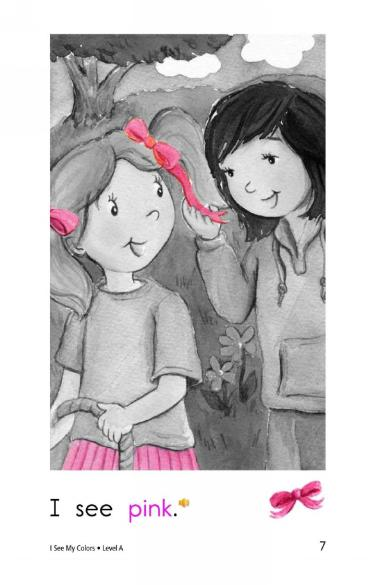 I see pink.
I See My Colors • Level A
7